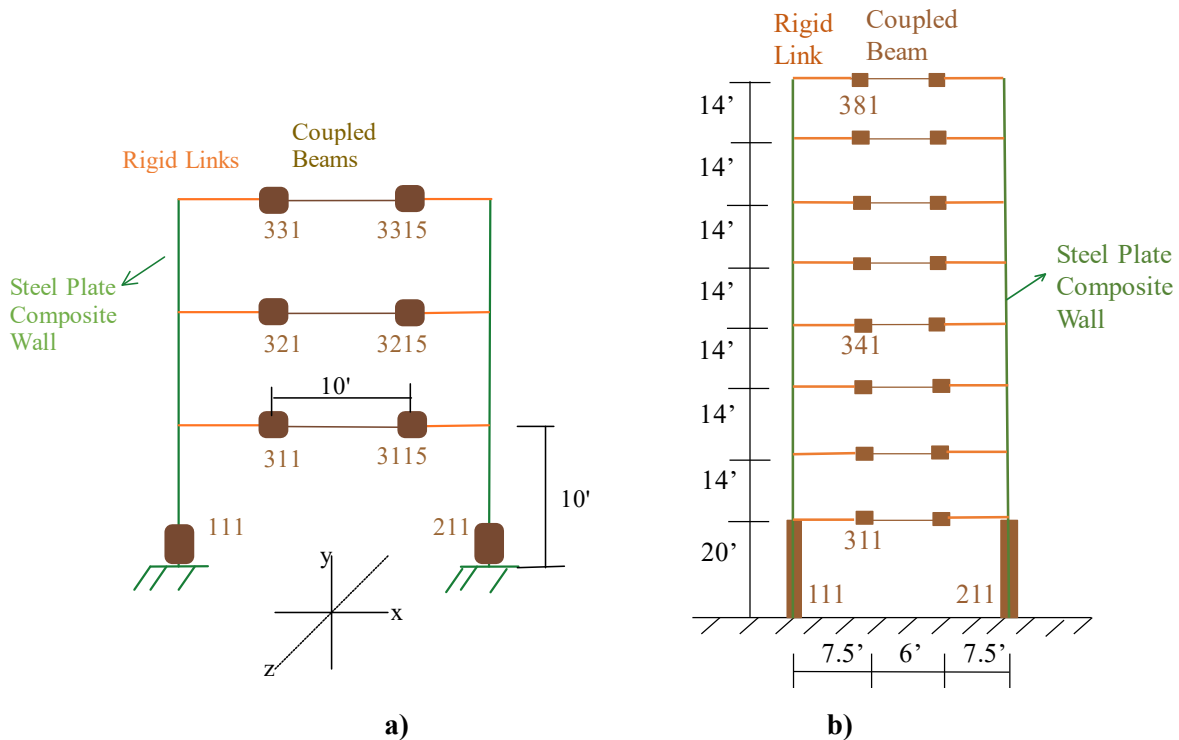 Rigid Links
Coupled
Beams
331
3315
Steel Plate
Composite
Wall
321
3215
10'
311
3115
10'
111
211
y
x
z
a)
Rigid
Link
Coupled
Beam
14’
381
14’
14’
14’
Steel Plate
Composite
Wall
14’
341
14’
14’
20’
311
111
211
7.5’
6’
7.5’
b)